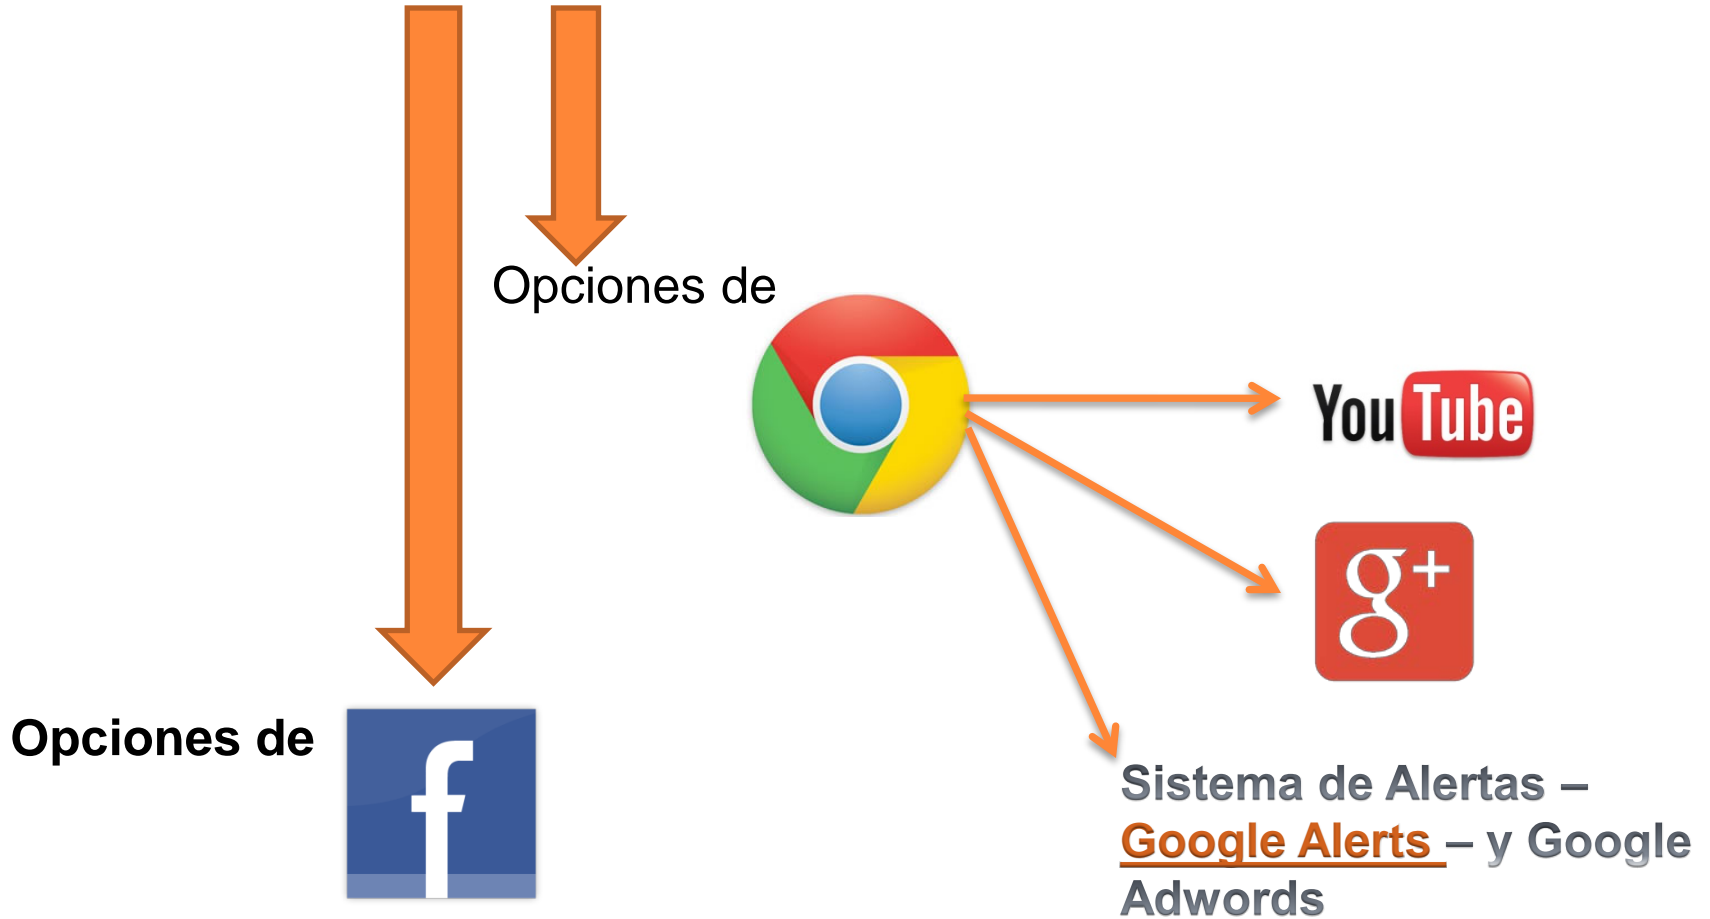 Opciones de
YouTube
g+
Opciones de
f
Sistema de Alertas –
Google Alerts – y Google
Adwords